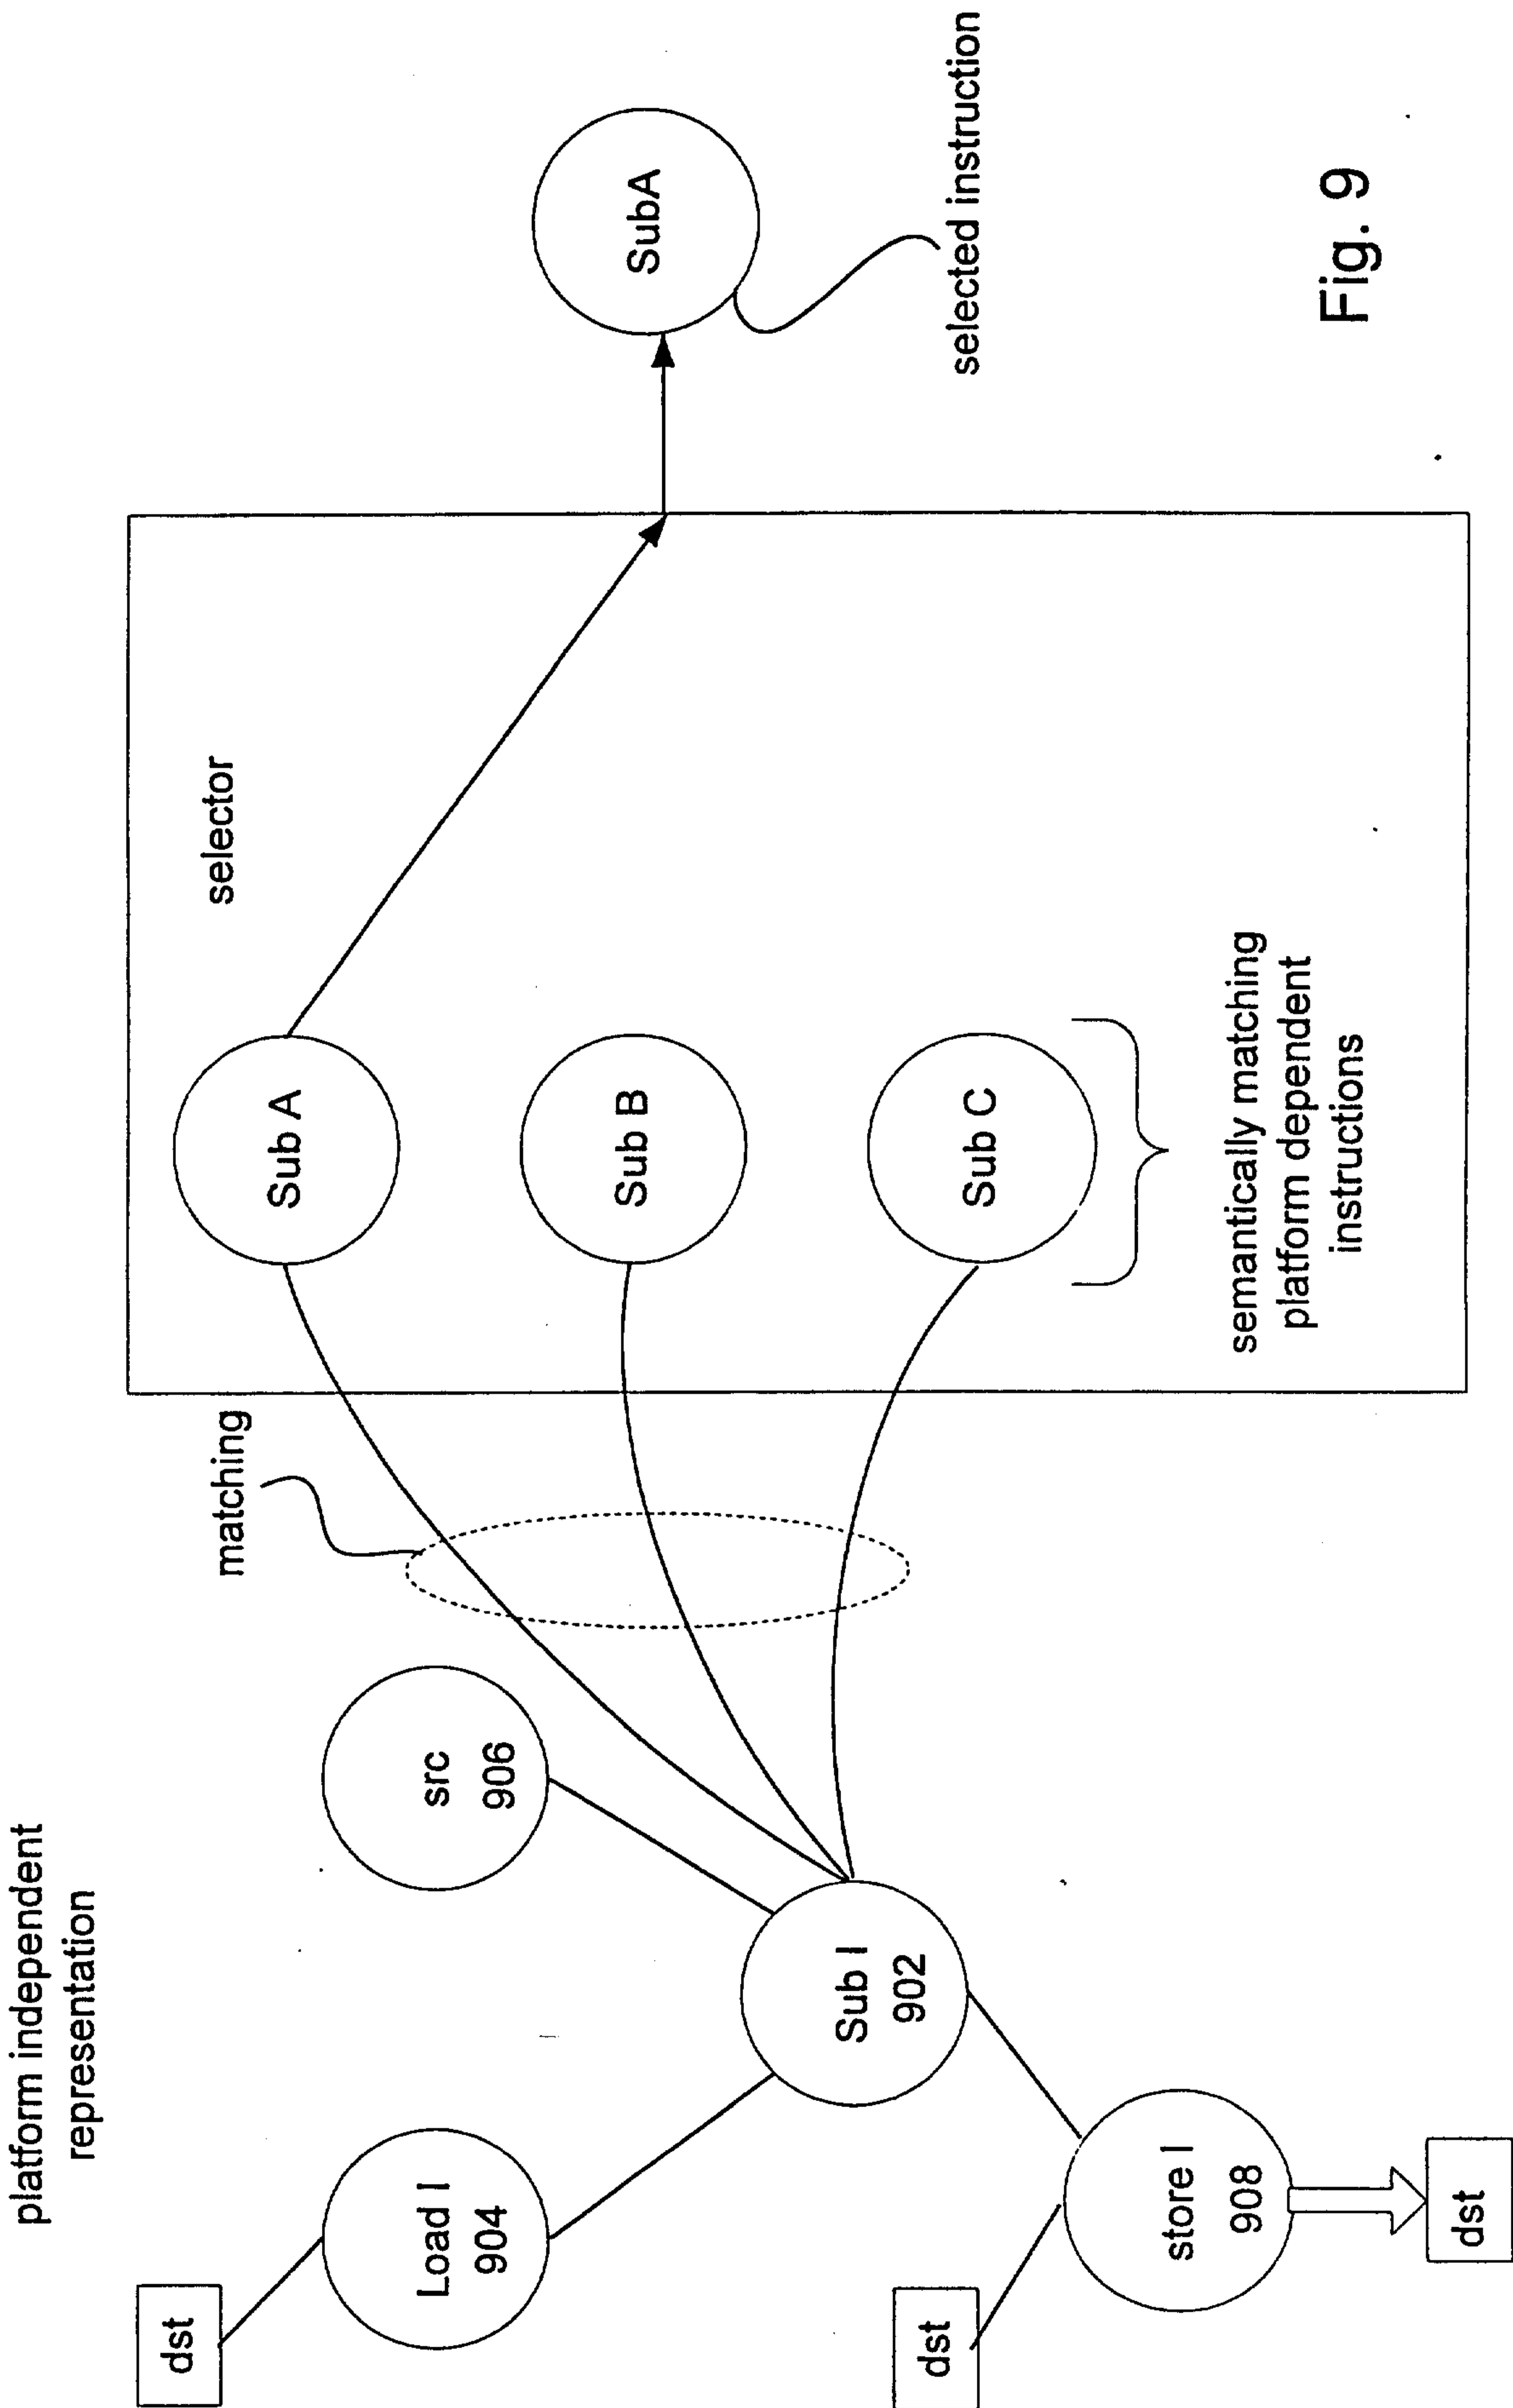 platform independent
representation
dst
Load I
904
src
906
Sub I
902
dst
store I
908
dst
matching
selector
Sub A
Sub B
Sub C
semantically matching
platform dependent
instructions
SubA
selected instruction
Fig. 9